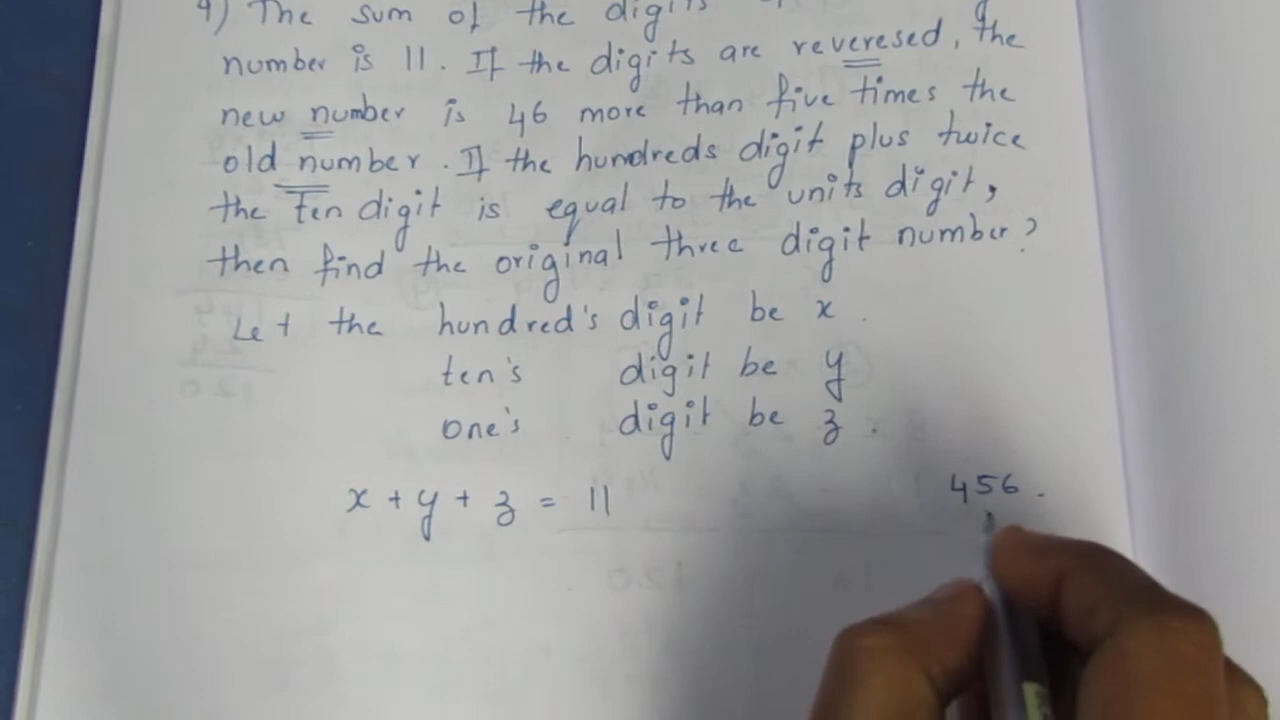 4) The sum of the digits
number is 11. If the digits are reveresed, the
new number is 46 more than five times the
old number. If the hundreds digit plus twice
the Ten digit is equal to the units digit,
then find the original three digit number?
Let the hundred's digit be x.
ten's digit be y
one's digit be z.
x + y + z = 11
456.